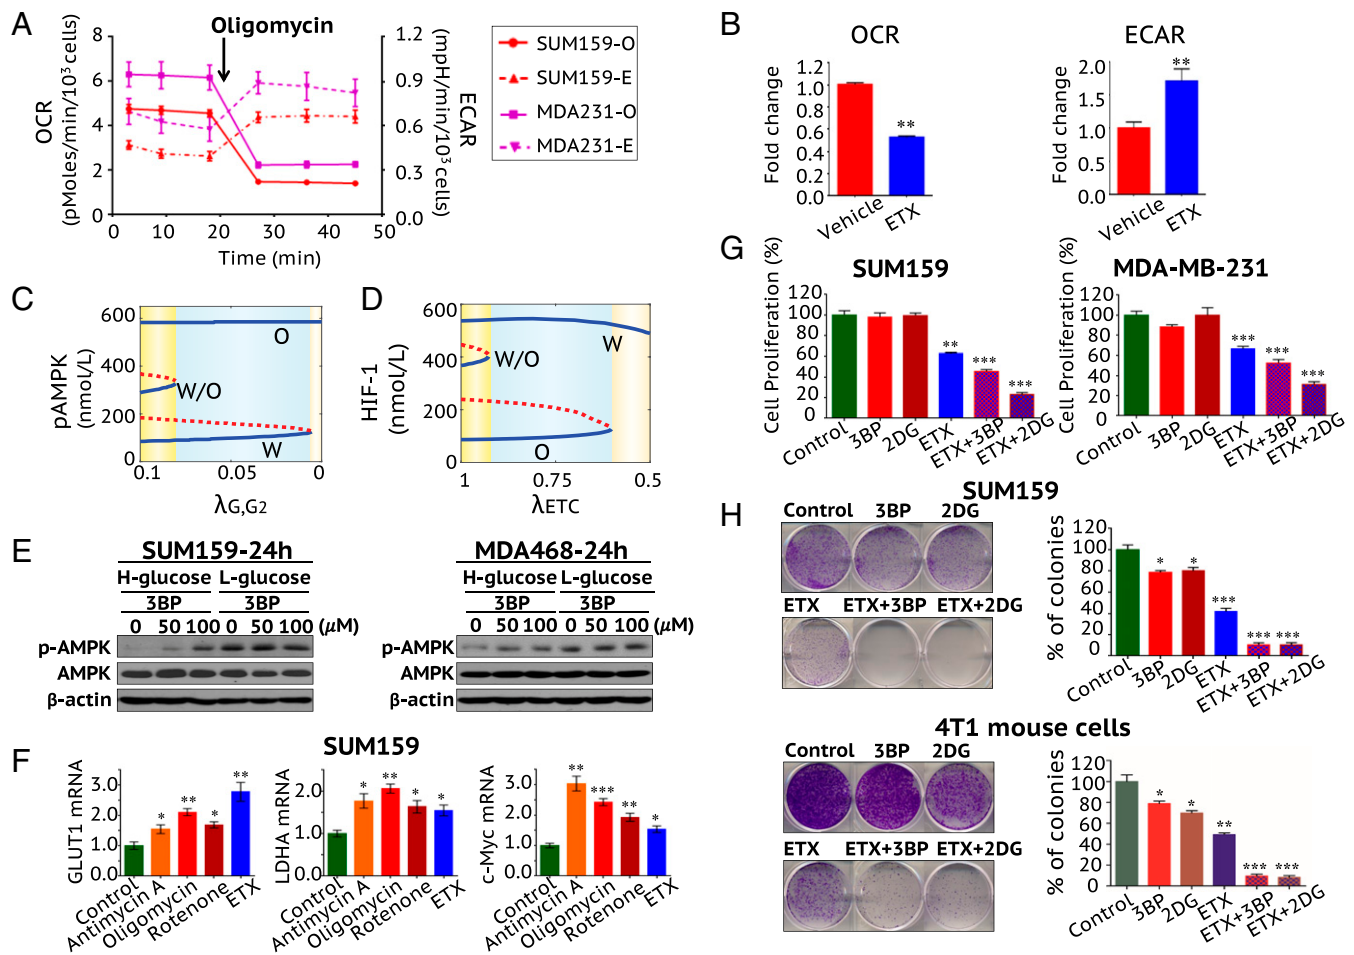 A
Oligomycin
OCR
(pMoles/min/10³ cells)
8
6
4
2
0
1.2
0.9
0.6
0.3
0.0
(mpH/min/10³ cells)
ECAR
0
10
20
30
40
50
Time (min)
SUM159-O
SUM159-E
MDA231-O
MDA231-E
B
OCR
Fold change
1.2
1.0
0.8
0.6
0.4
0.2
0.0
**
Vehicle
ETX
ECAR
Fold change
2.0
1.5
1.0
0.5
0.0
**
Vehicle
ETX
C
pAMPK
(nmol/L)
600
400
200
0
O
W/O
W
0.1
0.05
0
λG,G2
D
HIF-1
(nmol/L)
600
400
200
0
W
W/O
O
1
0.75
0.5
λETC
E
SUM159-24h
H-glucose L-glucose
3BP 3BP
0 50 100 0 50 100 (μM)
p-AMPK
AMPK
β-actin
MDA468-24h
H-glucose L-glucose
3BP 3BP
0 50 100 0 50 100 (μM)
p-AMPK
AMPK
β-actin
F
SUM159
GLUT1 mRNA
3.0
2.0
1.0
0.0
*
**
*
**
Control
Antimycin A
Oligomycin
Rotenone
ETX
LDHA mRNA
2.0
1.0
0.0
*
**
*
*
Control
Antimycin A
Oligomycin
Rotenone
ETX
c-Myc mRNA
3.0
2.0
1.0
0.0
**
***
**
*
Control
Antimycin A
Oligomycin
Rotenone
ETX
G
Cell Proliferation (%)
SUM159
120
100
80
60
40
20
0
**
***
***
Control
3BP
2DG
ETX
ETX+3BP
ETX+2DG
Cell Proliferation (%)
MDA-MB-231
120
100
80
60
40
20
0
***
***
***
Control
3BP
2DG
ETX
ETX+3BP
ETX+2DG
H
SUM159
Control 3BP 2DG
ETX ETX+3BP ETX+2DG
% of colonies
120
100
80
60
40
20
0
*
*
***
***
***
Control
3BP
2DG
ETX
ETX+3BP
ETX+2DG
4T1 mouse cells
Control 3BP 2DG
ETX ETX+3BP ETX+2DG
% of colonies
120
100
80
60
40
20
0
*
*
**
***
***
Control
3BP
2DG
ETX
ETX+3BP
ETX+2DG